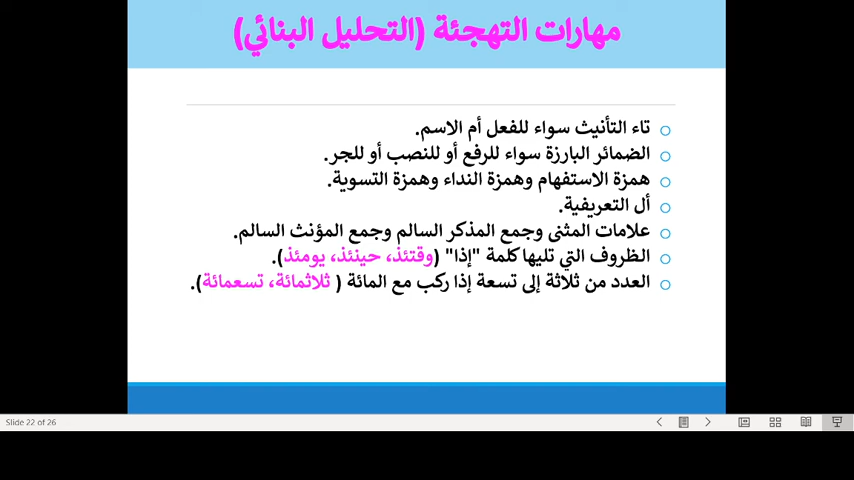 مهارات التهجئة (التحليل البنائي)
تاء التأنيث سواء للفعل أم الاسم.
الضمائر البارزة سواء للرفع أو للنصب أو للجر.
همزة الاستفهام وهمزة النداء وهمزة التسوية.
أل التعريفية.
علامات المثنى وجمع المذكر السالم وجمع المؤنث السالم.
الظروف التي تليها كلمة "إذا" (وقتئذ، حينئذ، يومئذ).
العدد من ثلاثة إلى تسعة إذا ركب مع المائة ( ثلاثمائة، تسعمائة).
Slide 22 of 26